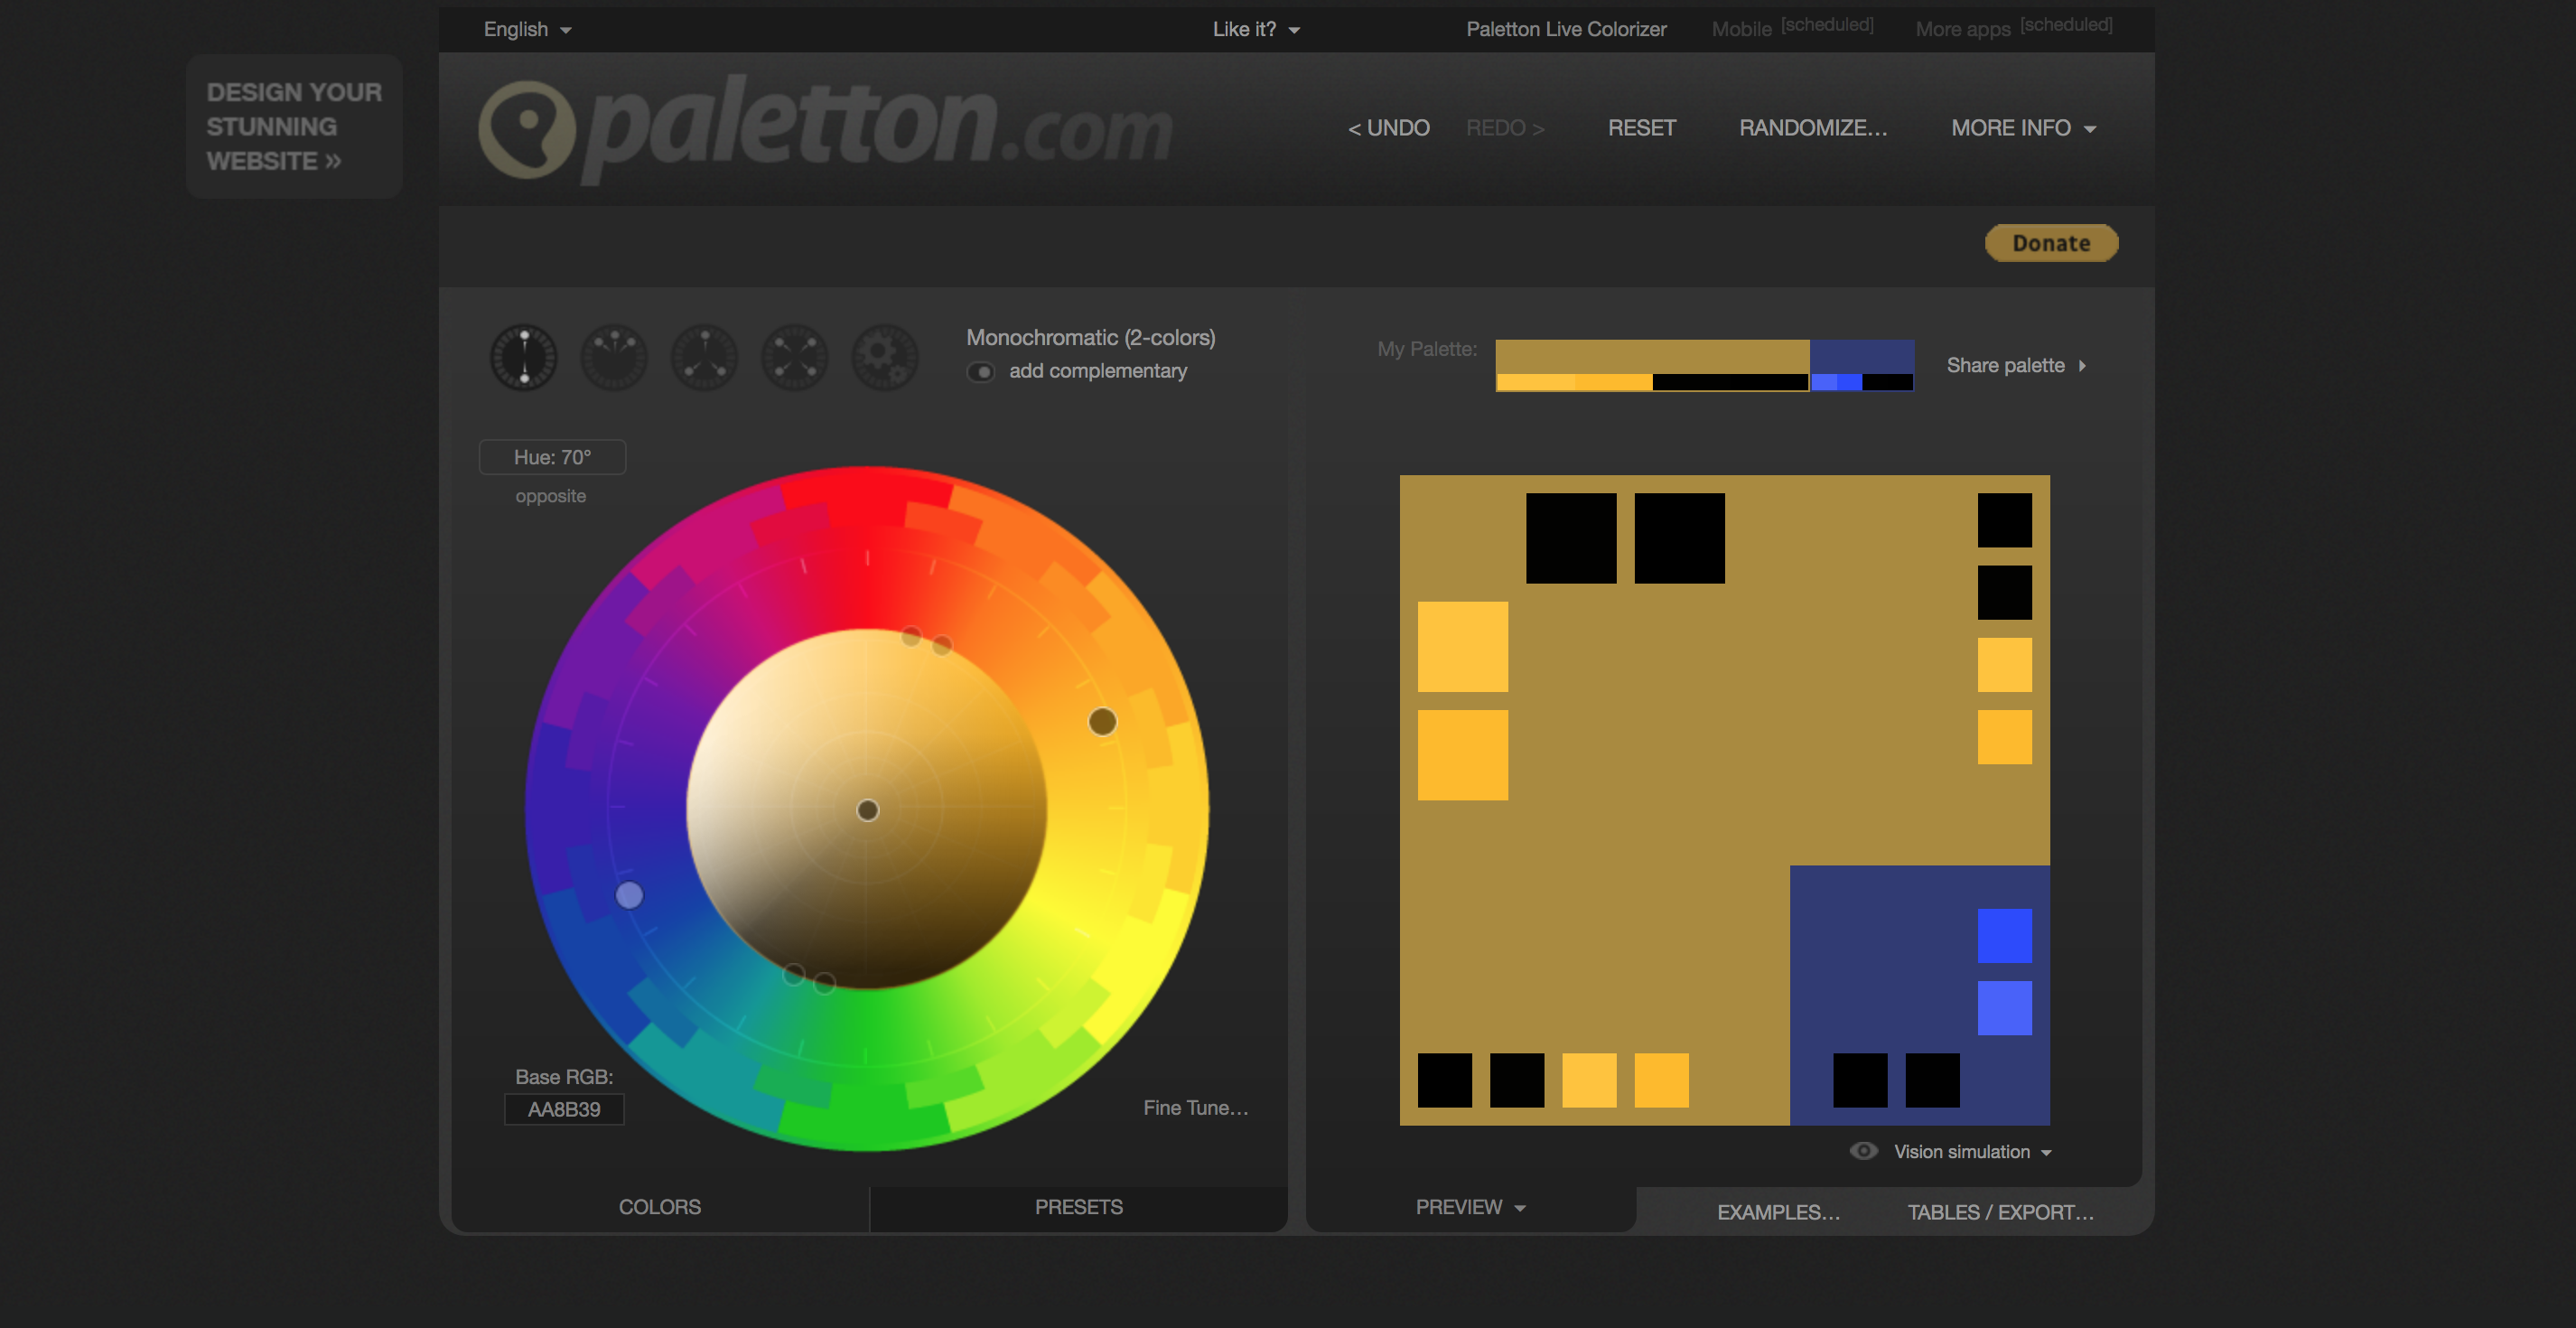 English
Like it?
Paletton Live Colorizer
Mobile [scheduled]
More apps [scheduled]
DESIGN YOUR
STUNNING
WEBSITE »
paletton.com
< UNDO
REDO >
RESET
RANDOMIZE...
MORE INFO
Donate
Monochromatic (2-colors)
add complementary
My Palette:
Share palette
Hue: 70°
opposite
Base RGB:
AA8B39
Fine Tune...
Vision simulation
COLORS
PRESETS
PREVIEW
EXAMPLES...
TABLES / EXPORT...